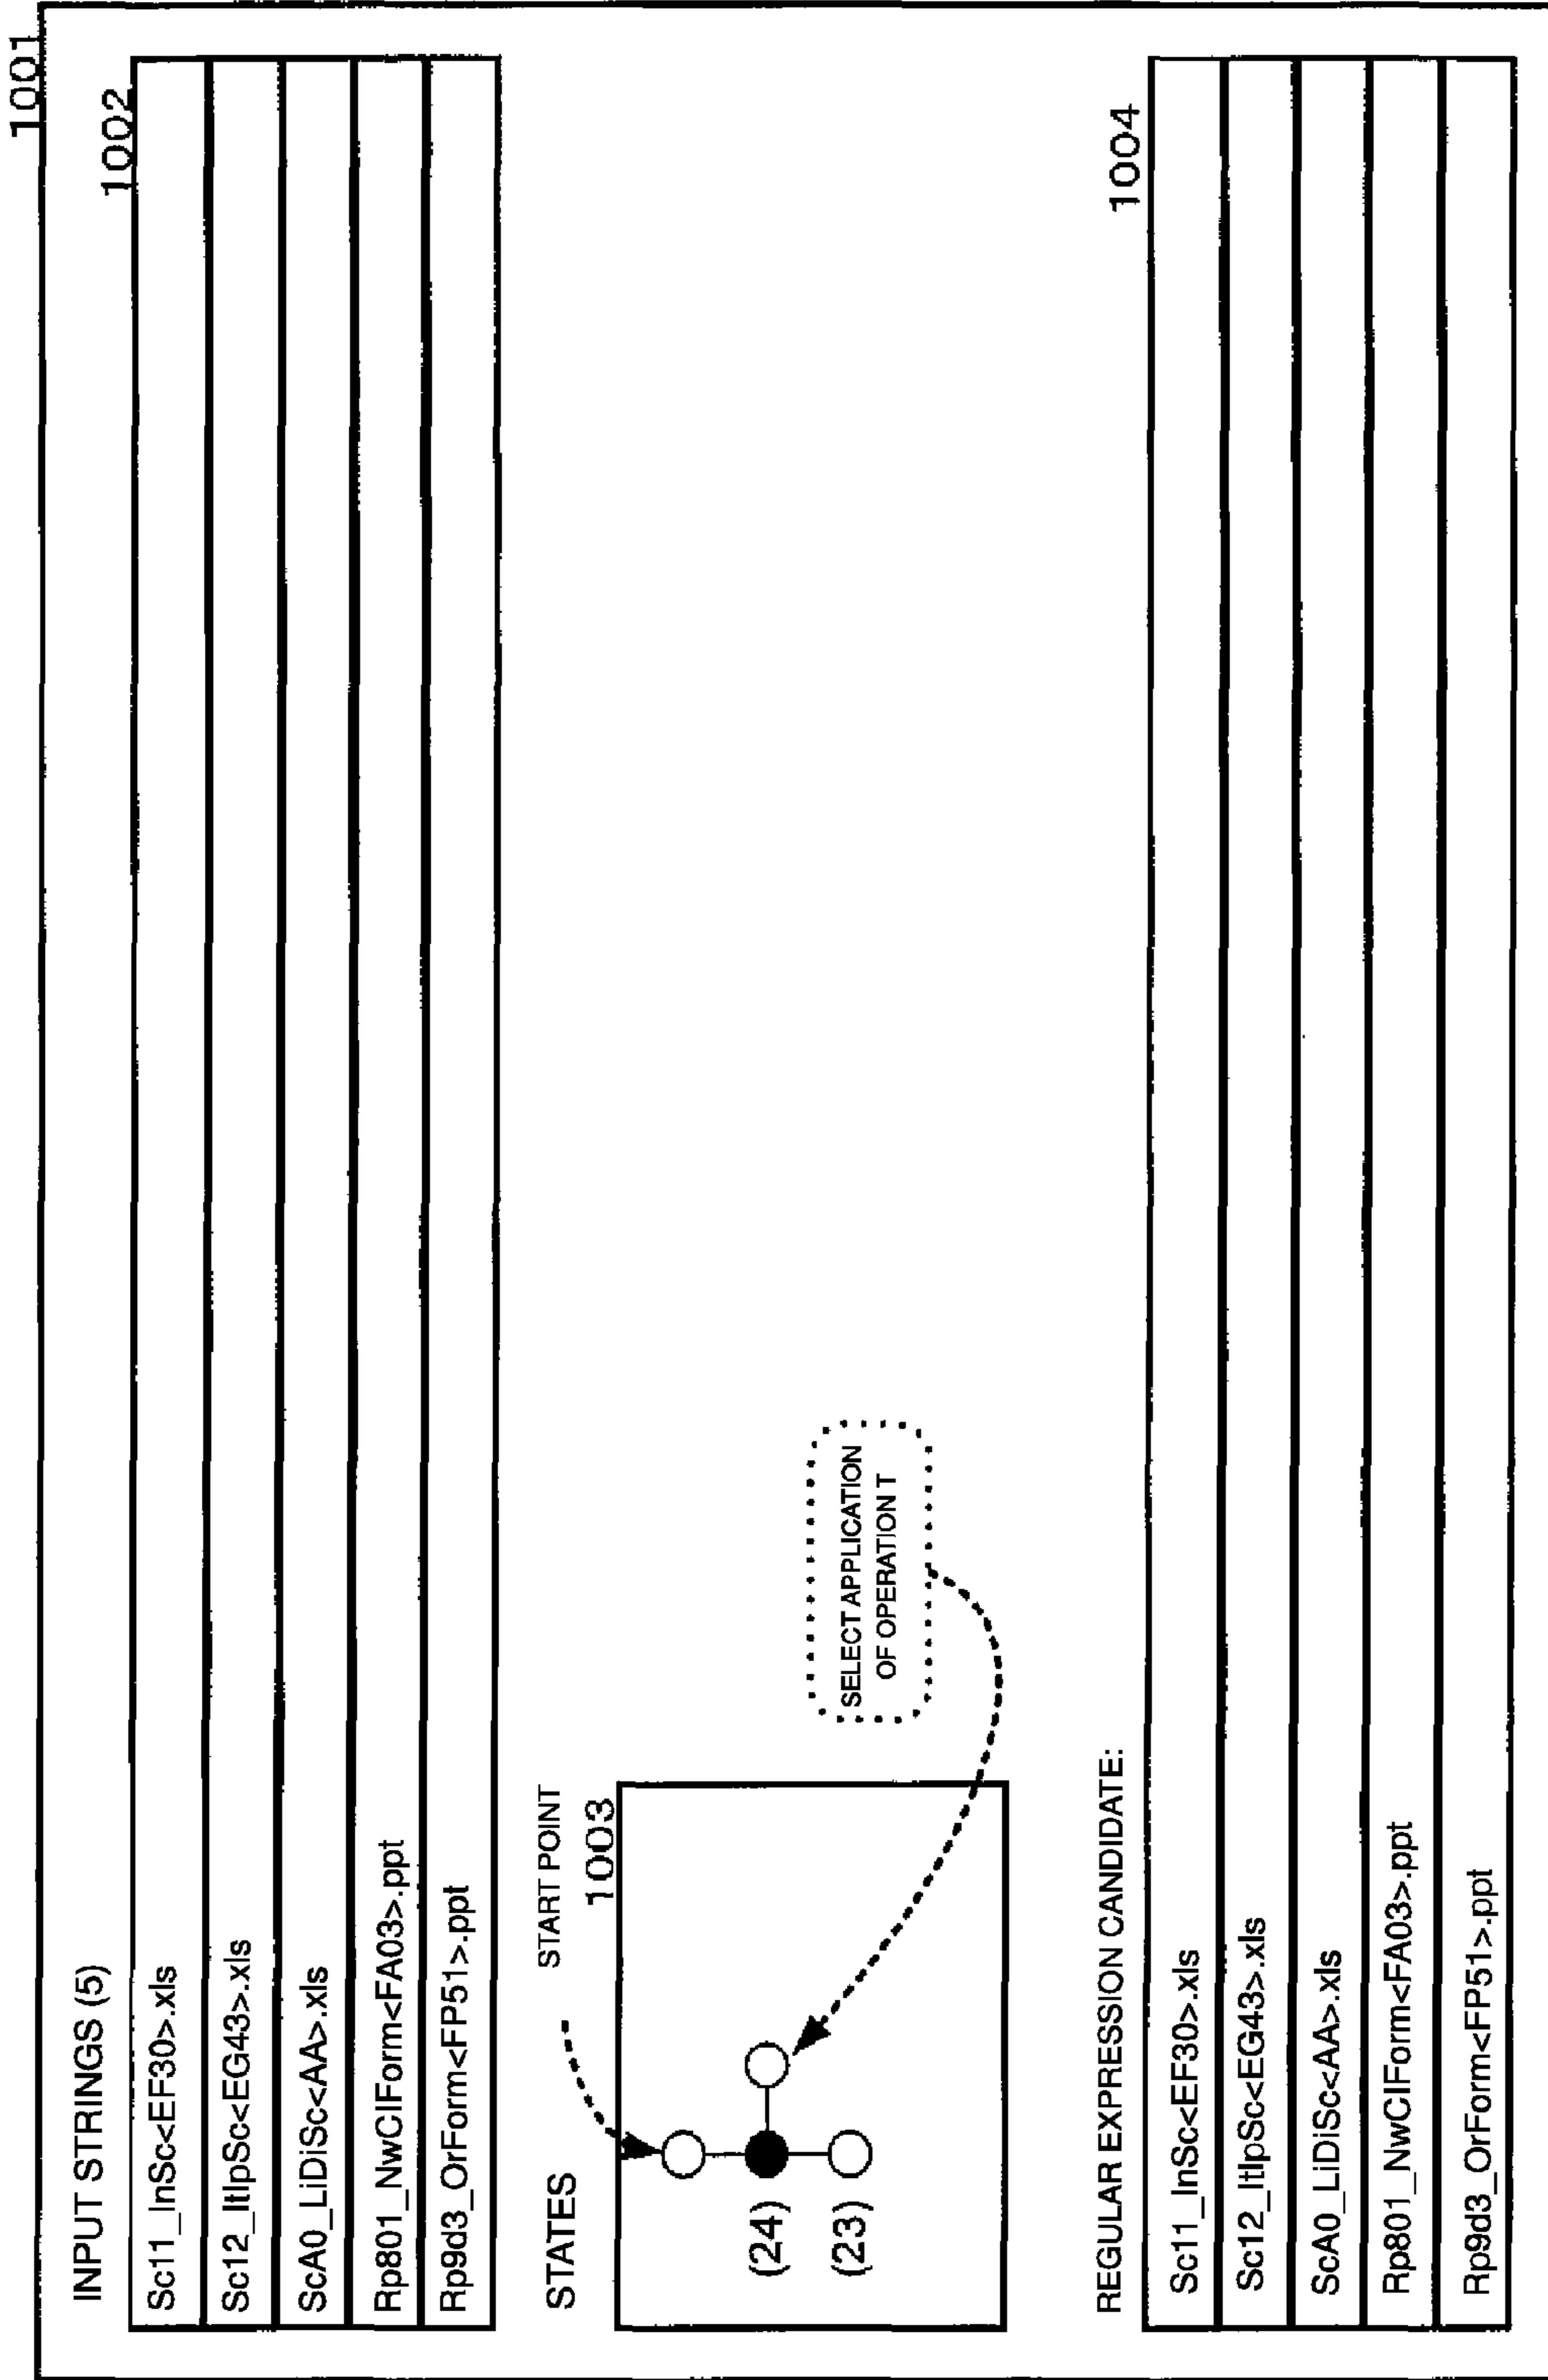 1001
INPUT STRINGS (5)
1002
Sc11_InSc<EF30>.xls
Sc12_ItIpSc<EG43>.xls
ScA0_LiDiSc<AA>.xls
Rp801_NwClForm<FA03>.ppt
Rp9d3_OrForm<FP51>.ppt
STATES
START POINT
1003
(24)
(23)
SELECT APPLICATION
OF OPERATION T
REGULAR EXPRESSION CANDIDATE:
1004
Sc11_InSc<EF30>.xls
Sc12_ItIpSc<EG43>.xls
ScA0_LiDiSc<AA>.xls
Rp801_NwClForm<FA03>.ppt
Rp9d3_OrForm<FP51>.ppt